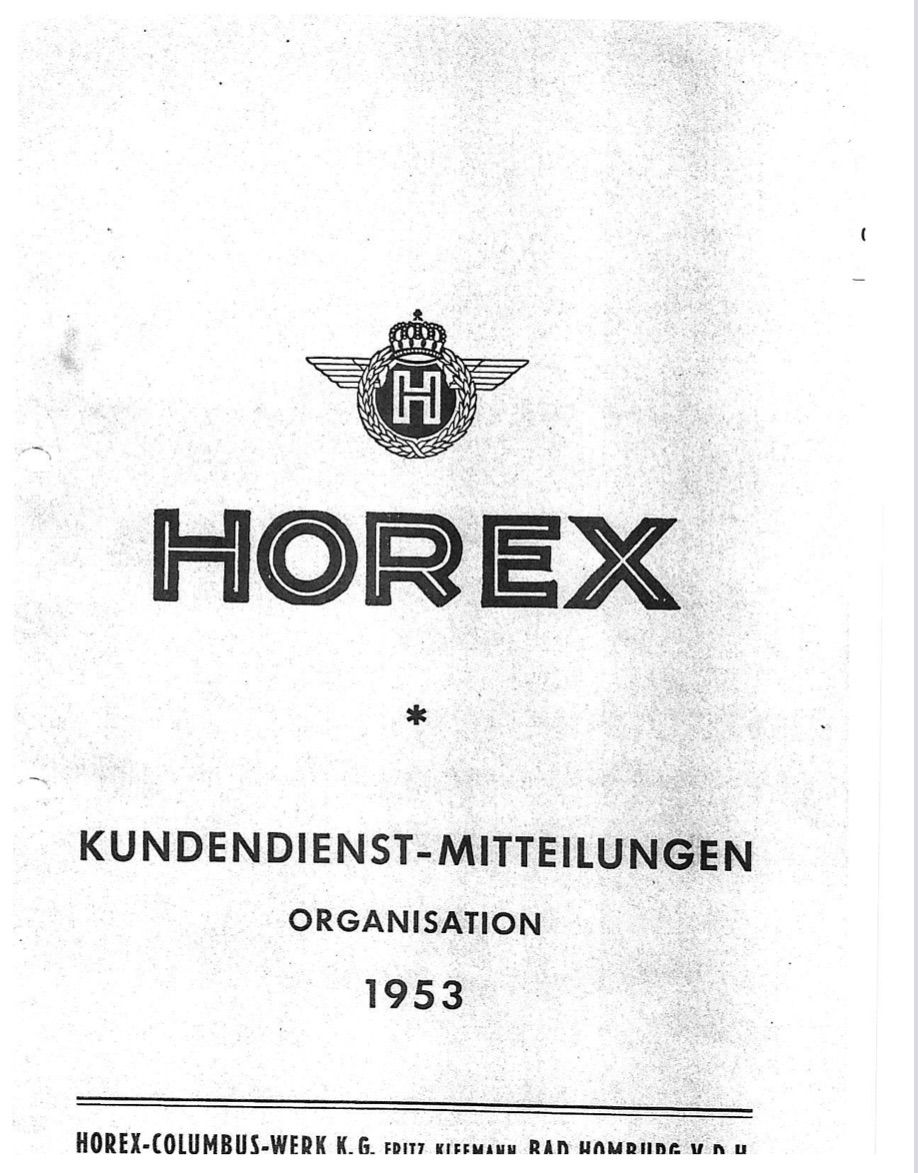 H
HOREX
*
KUNDENDIENST-MITTEILUNGEN
ORGANISATION
1953
HOREX-COLUMBUS-WERK K.G. FRITZ KLEEMANN BAD HOMBURG V.D.H.